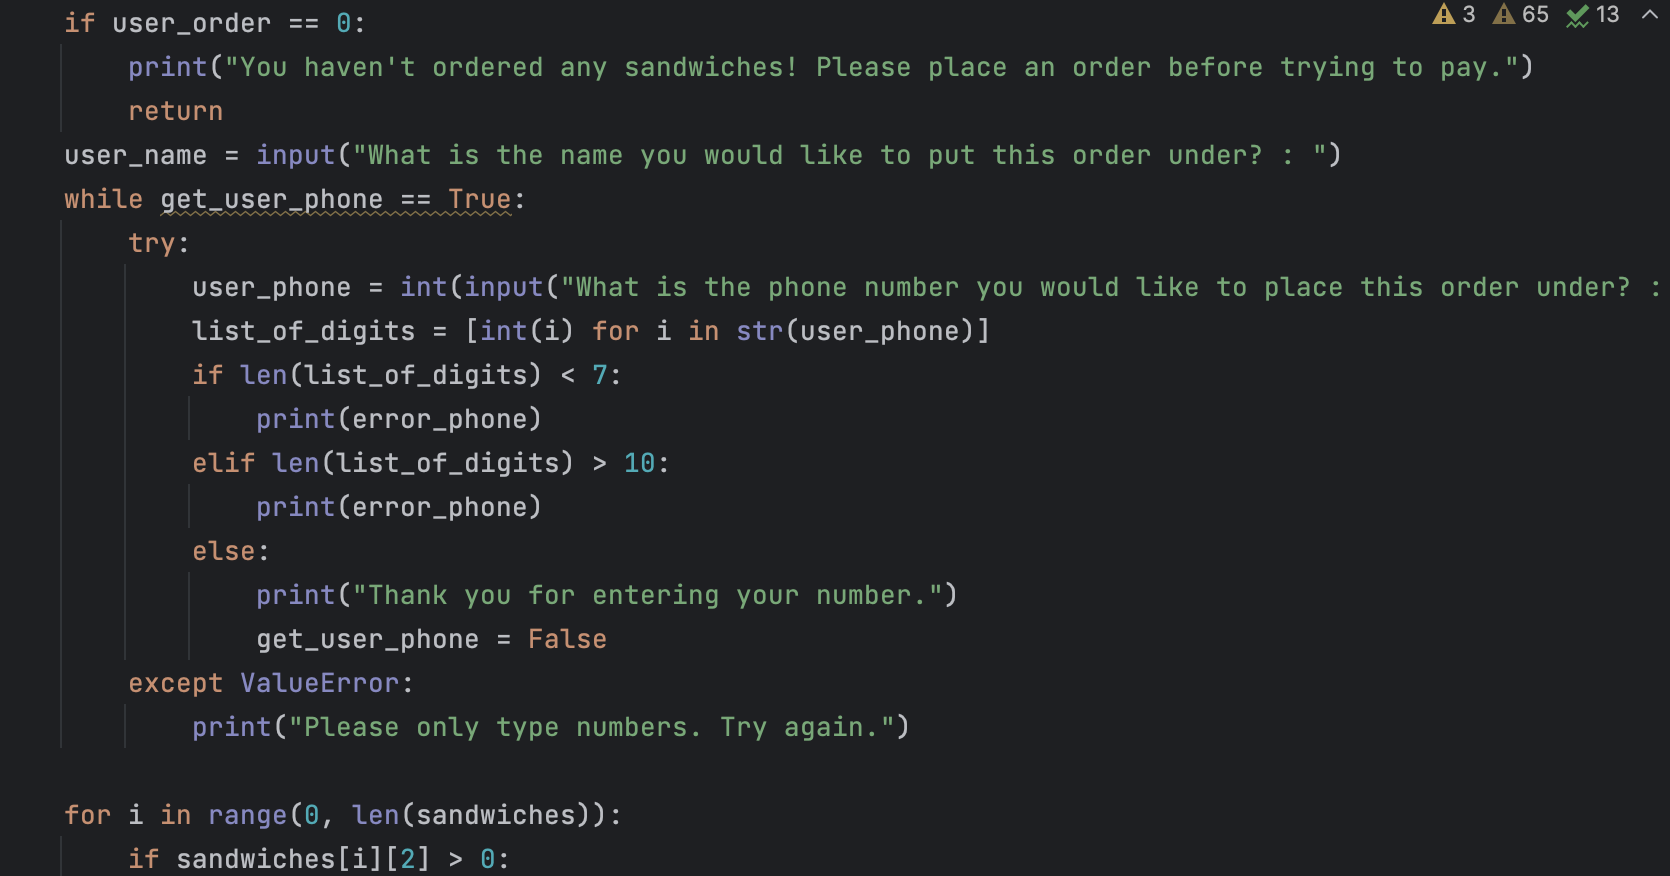 if user_order == 0:
3 65 13
print("You haven't ordered any sandwiches! Please place an order before trying to pay.")
return
user_name = input("What is the name you would like to put this order under? : ")
while get_user_phone == True:
try:
user_phone = int(input("What is the phone number you would like to place this order under? :
list_of_digits = [int(i) for i in str(user_phone)]
if len(list_of_digits) < 7:
print(error_phone)
elif len(list_of_digits) > 10:
print(error_phone)
else:
print("Thank you for entering your number.")
get_user_phone = False
except ValueError:
print("Please only type numbers. Try again.")
for i in range(0, len(sandwiches)):
if sandwiches[i][2] > 0: